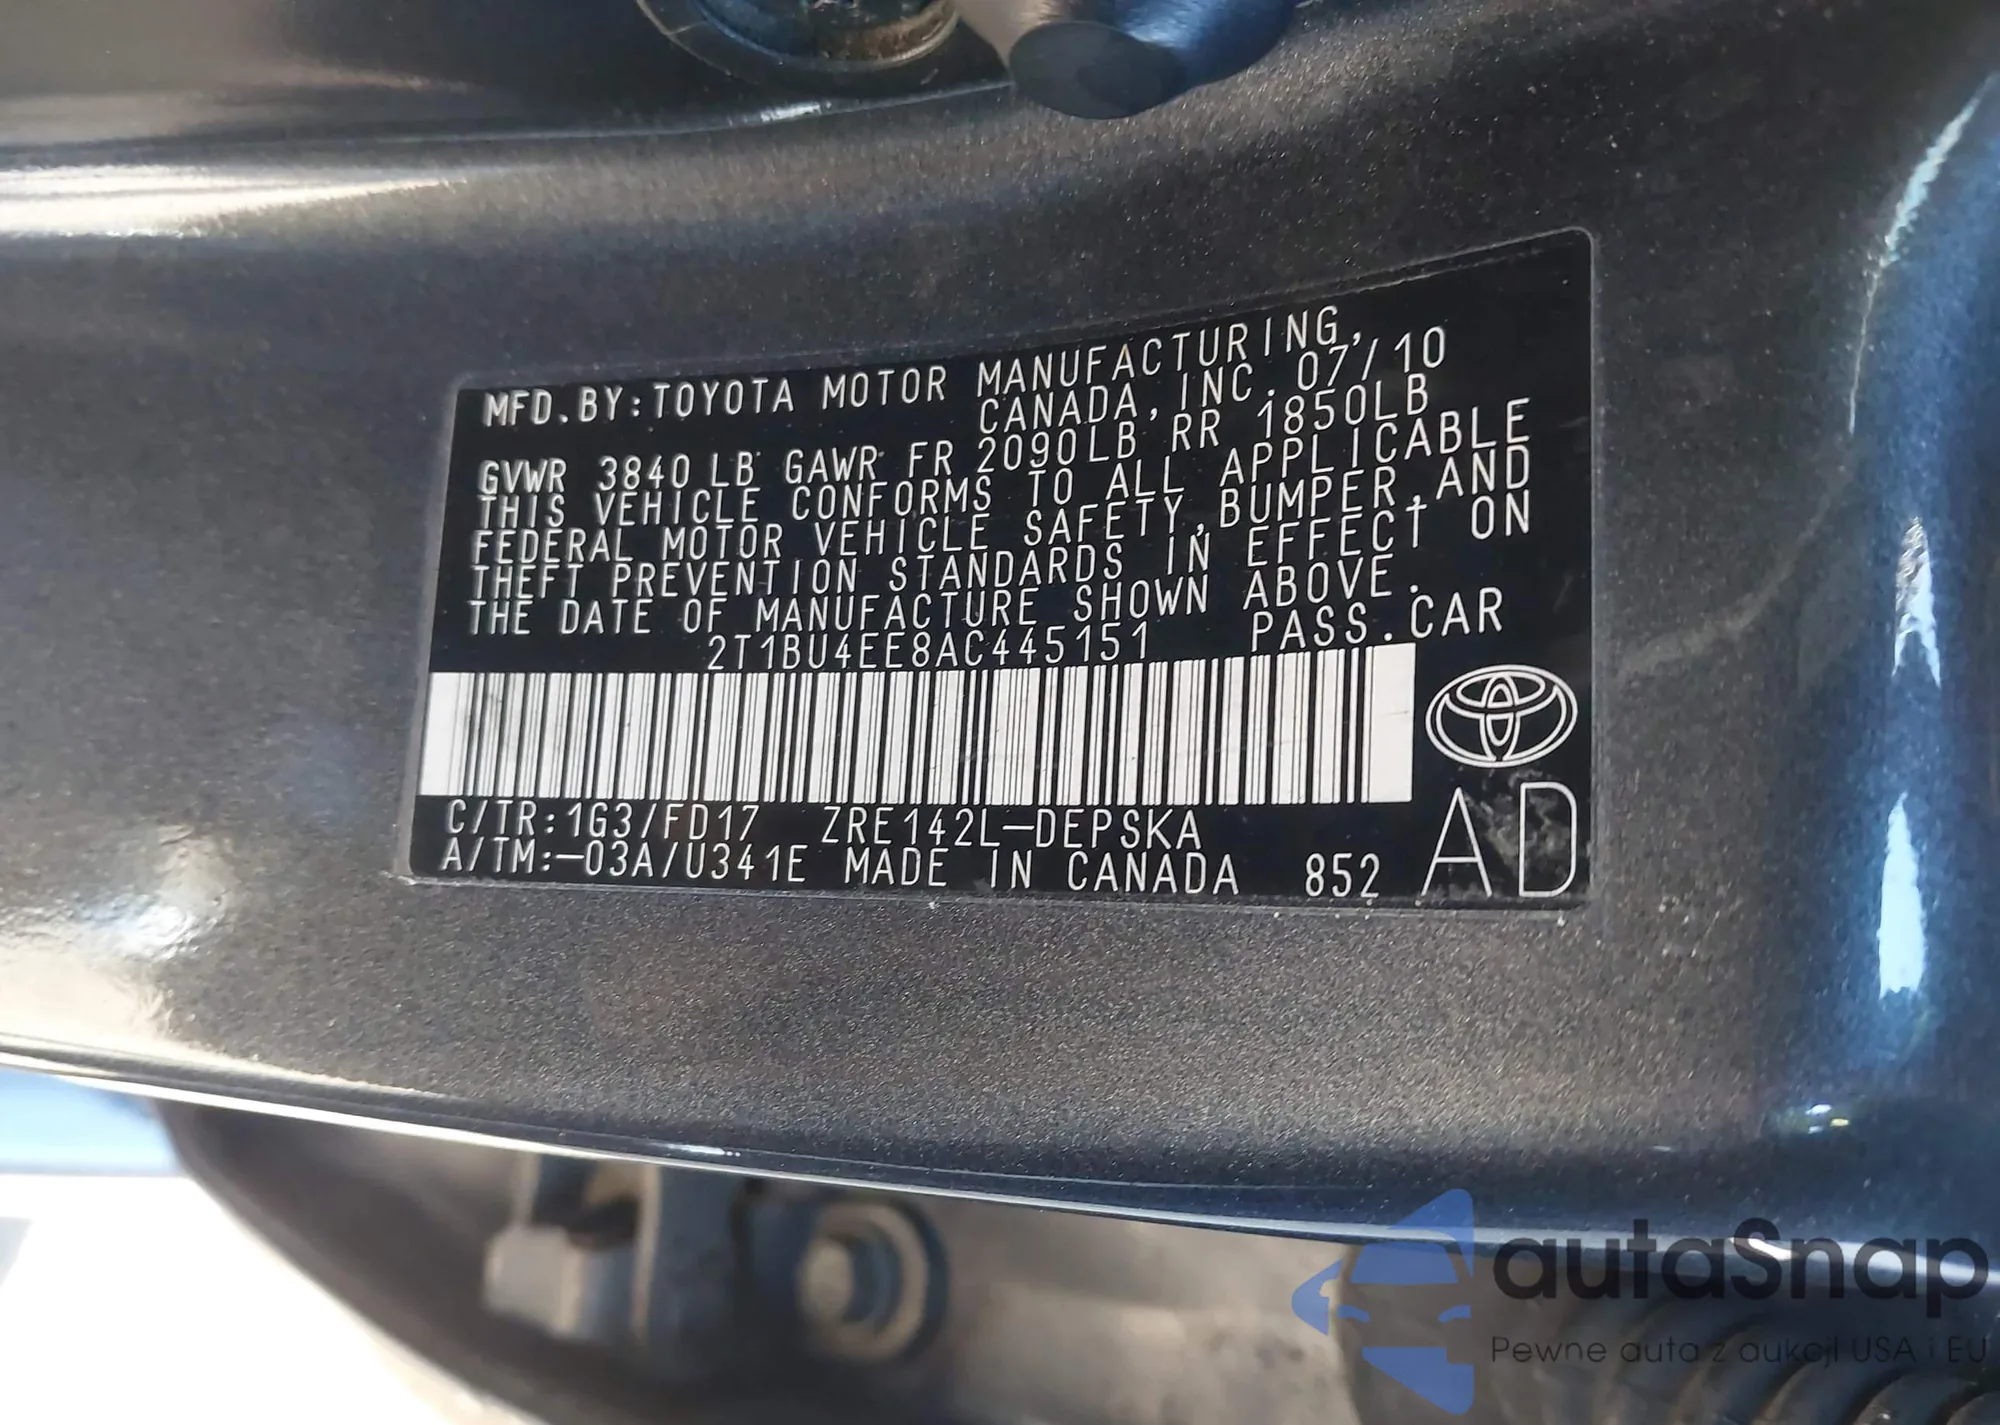 MFD.BY:TOYOTA MOTOR MANUFACTURING,
CANADA,INC. 07/10
GVWR 3840LB GAWR FR 2090LB RR 1850LB
THIS VEHICLE CONFORMS TO ALL APPLICABLE
FEDERAL MOTOR VEHICLE SAFETY,BUMPER,AND
THEFT PREVENTION STANDARDS IN EFFECT ON
THE DATE OF MANUFACTURE SHOWN ABOVE.
2T1BU4EE8AC445151 PASS.CAR
C/TR:1G3/FD17 ZRE142L-DEPSKA
A/TM:-03A/U341E MADE IN CANADA 852 AD
autaSnap
Pewne auta z aukcji USA i EU